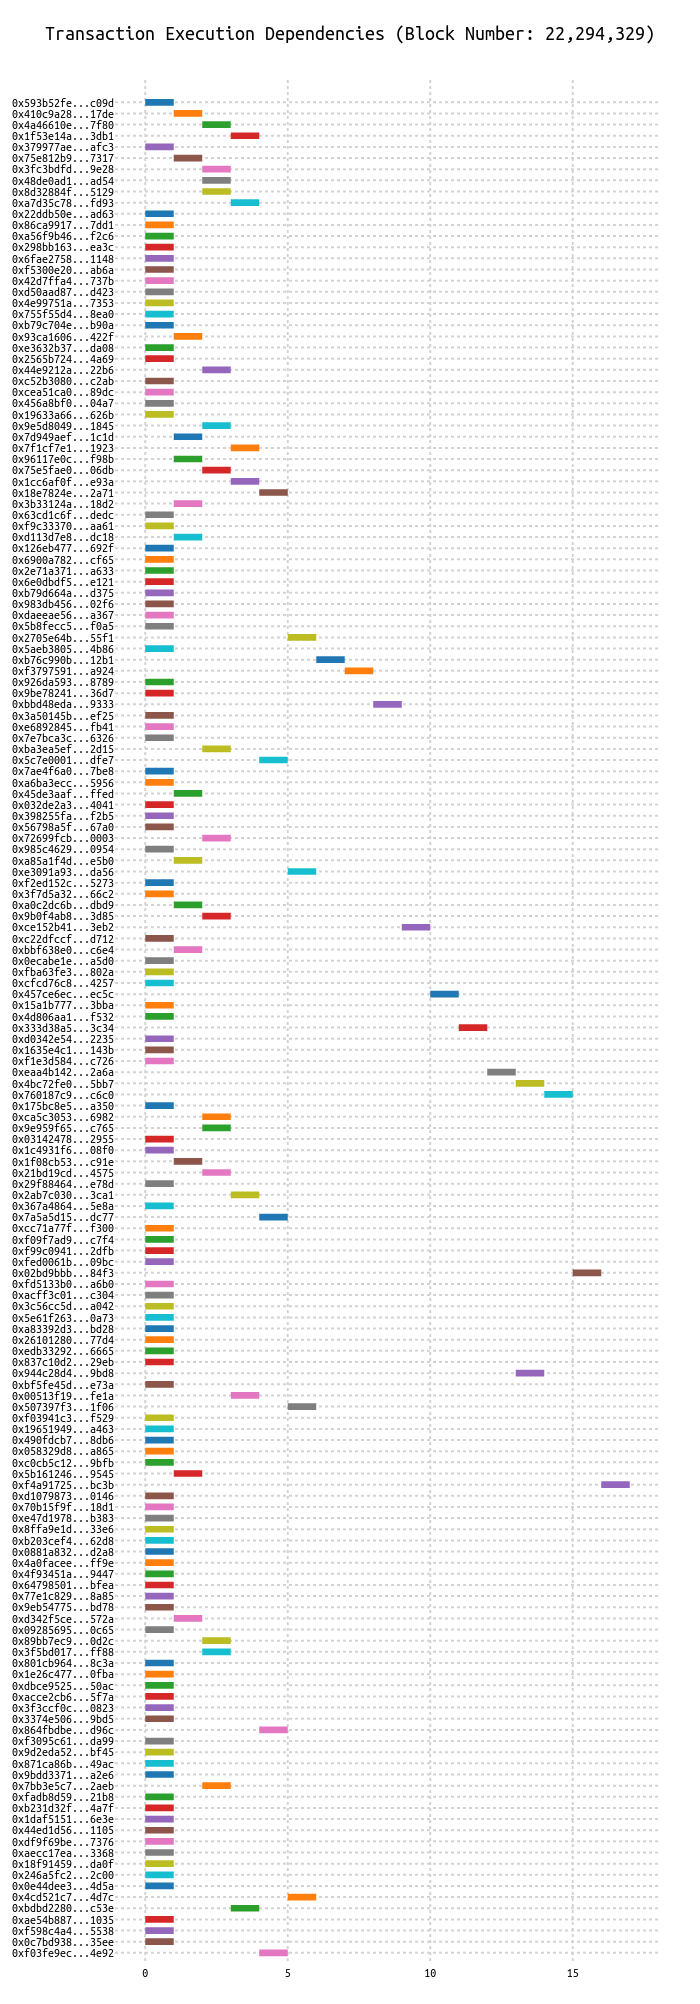 Transaction Execution Dependencies (Block Number: 22,294,329)
0x593b52fe...c09d
0x410c9a28...17de
0x4a46610e...7f80
0x1f53e14a...3db1
0x379977ae...afc3
0x75e812b9...7317
0x3fc3bdfd...9e28
0x48de0ad1...ad54
0x8d32884f...5129
0xa7d35c78...fd93
0x22ddb50e...ad63
0x86ca9917...7dd1
0xa56f9b46...f2c6
0x298bb163...ea3c
0x6fae2758...1148
0xf5300e20...ab6a
0x42d7ffa4...737b
0xd50aad87...d423
0x4e99751a...7353
0x755f55d4...8ea0
0xb79c704e...b90a
0x93ca1606...422f
0xe3632b37...da08
0x2565b724...4a69
0x44e9212a...22b6
0xc52b3080...c2ab
0xcea51ca0...89dc
0x456a8bf0...04a7
0x19633a66...626b
0x9e5d8049...1845
0x7d949aef...1c1d
0x7f1cf7e1...1923
0x96117e0c...f98b
0x75e5fae0...06db
0x1cc6af0f...e93a
0x18e7824e...2a71
0x3b33124a...18d2
0x63cd1c6f...dedc
0xf9c33370...aa61
0xd113d7e8...dc18
0x126eb477...692f
0x6900a782...cf65
0x2e71a371...a633
0x6e0dbdf5...e121
0xb79d664a...d375
0x983db456...02f6
0xdaeeae56...a367
0x5b8fecc5...f0a5
0x2705e64b...55f1
0x5aeb3805...4b86
0xb76c990b...12b1
0xf3797591...a924
0x926da593...8789
0x9be78241...36d7
0xbbd48eda...9333
0x3a50145b...ef25
0xe6892845...fb41
0x7e7bca3c...6326
0xba3ea5ef...2d15
0x5c7e0001...dfe7
0x7ae4f6a0...7be8
0xa6ba3ecc...5956
0x45de3aaf...ffed
0x032de2a3...4041
0x398255fa...f2b5
0x56798a5f...67a0
0x72699fcb...0003
0x985c4629...0954
0xa85a1f4d...e5b0
0xe3091a93...da56
0xf2ed152c...5273
0x3f7d5a32...66c2
0xa0c2dc6b...dbd9
0x9b0f4ab8...3d85
0xce152b41...3eb2
0xc22dfccf...d712
0xbbf638e0...c6e4
0x0ecabe1e...a5d0
0xfba63fe3...802a
0xcfcd76c8...4257
0x457ce6ec...ec5c
0x15a1b777...3bba
0x4d806aa1...f532
0x333d38a5...3c34
0xd0342e54...2235
0x1635e4c1...143b
0xf1e3d584...c726
0xeaa4b142...2a6a
0x4bc72fe0...5bb7
0x760187c9...c6c0
0x175bc8e5...a350
0xca5c3053...6982
0x9e959f65...c765
0x03142478...2955
0x1c4931f6...08f0
0x1f08cb53...c91e
0x21bd19cd...4575
0x29f88464...e78d
0x2ab7c030...3ca1
0x367a4864...5e8a
0x7a5a5d15...dc77
0xcc71a77f...f300
0xf09f7ad9...c7f4
0xf99c0941...2dfb
0xfed0061b...09bc
0x02bd9bbb...84f3
0xfd5133b0...a6b0
0xacff3c01...c304
0x3c56cc5d...a042
0x5e61f263...0a73
0xa83392d3...bd28
0x26101280...77d4
0xedb33292...6665
0x837c10d2...29eb
0x944c28d4...9bd8
0xbf5fe45d...e73a
0x00513f19...fe1a
0x507397f3...1f06
0xf03941c3...f529
0x19651949...a463
0x490fdcb7...8db6
0x058329d8...a865
0xc0cb5c12...9bfb
0x5b161246...9545
0xf4a91725...bc3b
0xd1079873...0146
0x70b15f9f...18d1
0xe47d1978...b383
0x8ffa9e1d...33e6
0xb203cef4...62d8
0x0881a832...d2a8
0x4a0facee...ff9e
0x4f93451a...9447
0x64798501...bfea
0x77e1c829...8a85
0x9eb54775...bd78
0xd342f5ce...572a
0x09285695...0c65
0x89bb7ec9...0d2c
0x3f5bd017...ff88
0x801cb964...8c3a
0x1e26c477...0fba
0xdbce9525...50ac
0xacce2cb6...5f7a
0x3f3ccf0c...0823
0x3374e506...9bd5
0x864fbdbe...d96c
0xf3095c61...da99
0x9d2eda52...bf45
0x871ca86b...49ac
0x9bdd3371...a2e6
0x7bb3e5c7...2aeb
0xfadb8d59...21b8
0xb231d32f...4a7f
0x1daf5151...6e3e
0x44ed1d56...1105
0xdf9f69be...7376
0xaecc17ea...3368
0x18f91459...da0f
0x246a5fc2...2c00
0x0e44dee3...4d5a
0x4cd521c7...4d7c
0xbdbd2280...c53e
0xae54b887...1035
0xf598c4a4...5538
0x0c7bd938...35ee
0xf03fe9ec...4e92
0 5 10 15